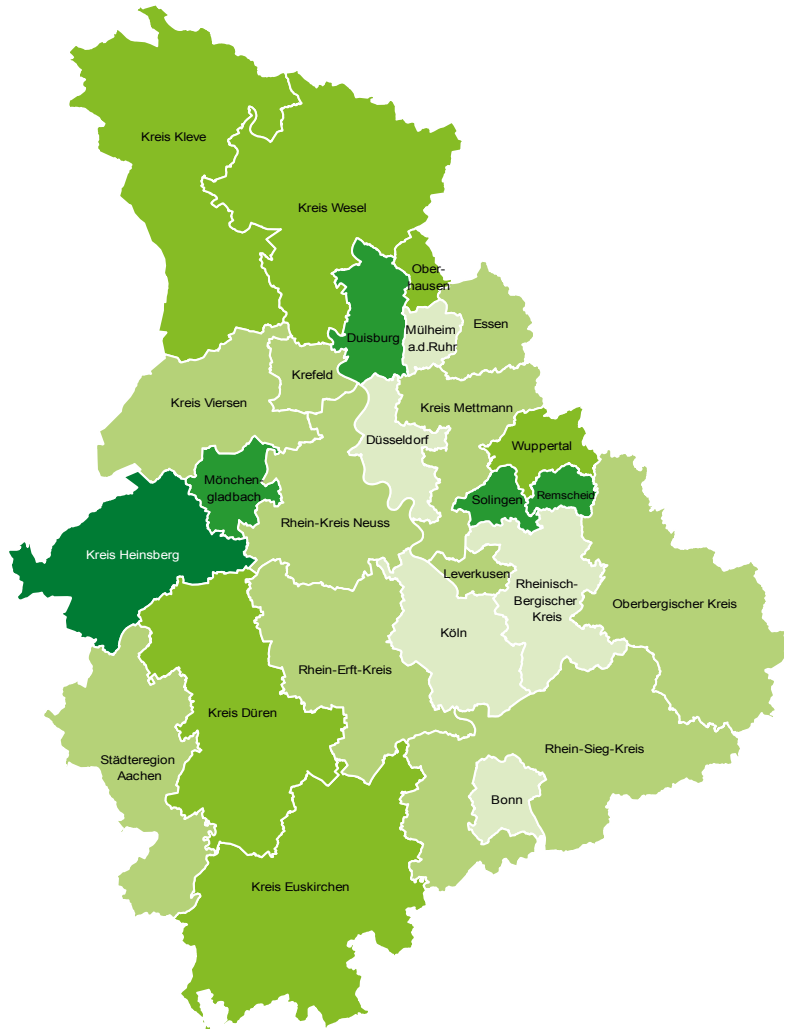 Kreis Kleve
Kreis Wesel
Ober-
hausen
Essen
Mülheim
a.d.Ruhr
Duisburg
Krefeld
Kreis Viersen
Kreis Mettmann
Düsseldorf
Wuppertal
Mönchen-
gladbach
Solingen
Remscheid
Rhein-Kreis Neuss
Kreis Heinsberg
Leverkusen
Rheinisch-
Bergischer
Kreis
Oberbergischer Kreis
Köln
Rhein-Erft-Kreis
Kreis Düren
Rhein-Sieg-Kreis
Städteregion
Aachen
Bonn
Kreis Euskirchen